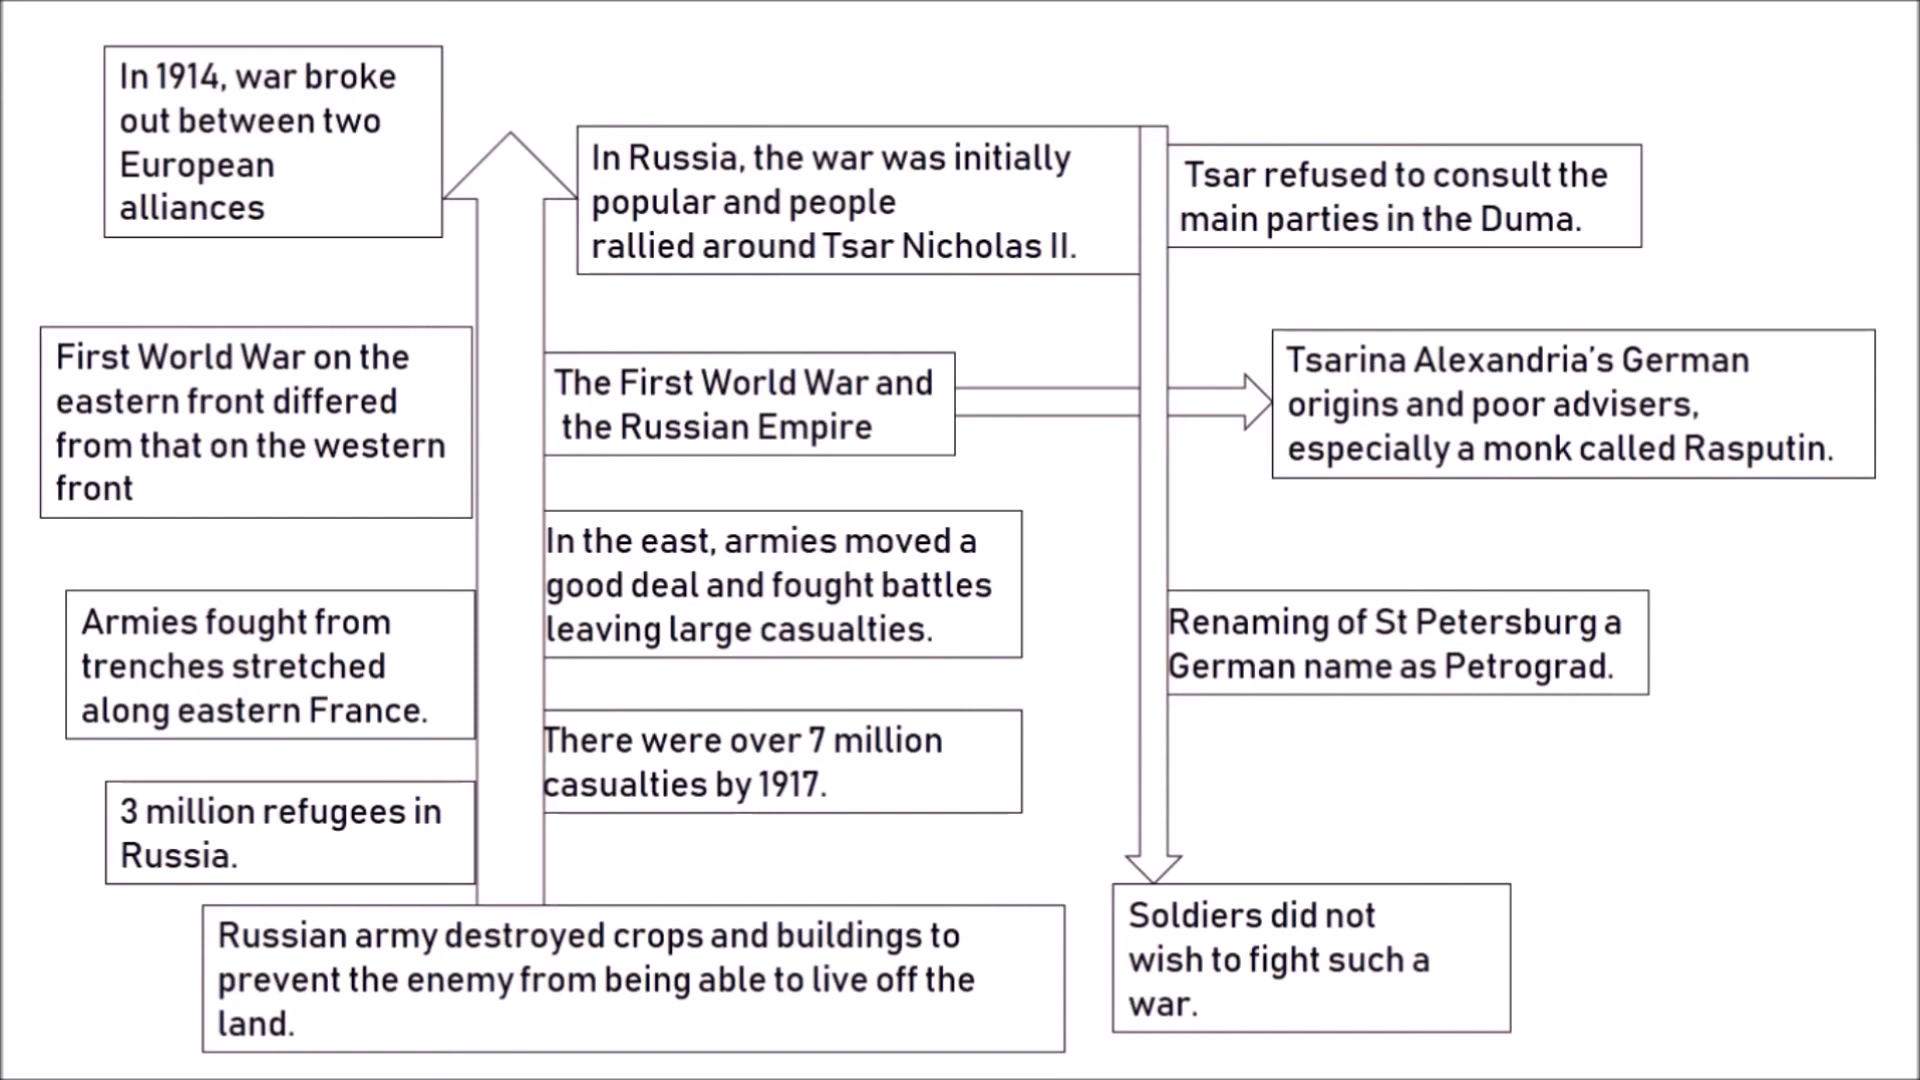 In 1914, war broke
out between two
European
alliances
In Russia, the war was initially
popular and people
rallied around Tsar Nicholas II.
Tsar refused to consult the
main parties in the Duma.
First World War on the
eastern front differed
from that on the western
front
The First World War and
the Russian Empire
Tsarina Alexandria’s German
origins and poor advisers,
especially a monk called Rasputin.
In the east, armies moved a
good deal and fought battles
leaving large casualties.
Armies fought from
trenches stretched
along eastern France.
Renaming of St Petersburg a
German name as Petrograd.
There were over 7 million
casualties by 1917.
3 million refugees in
Russia.
Russian army destroyed crops and buildings to
prevent the enemy from being able to live off the
land.
Soldiers did not
wish to fight such a
war.